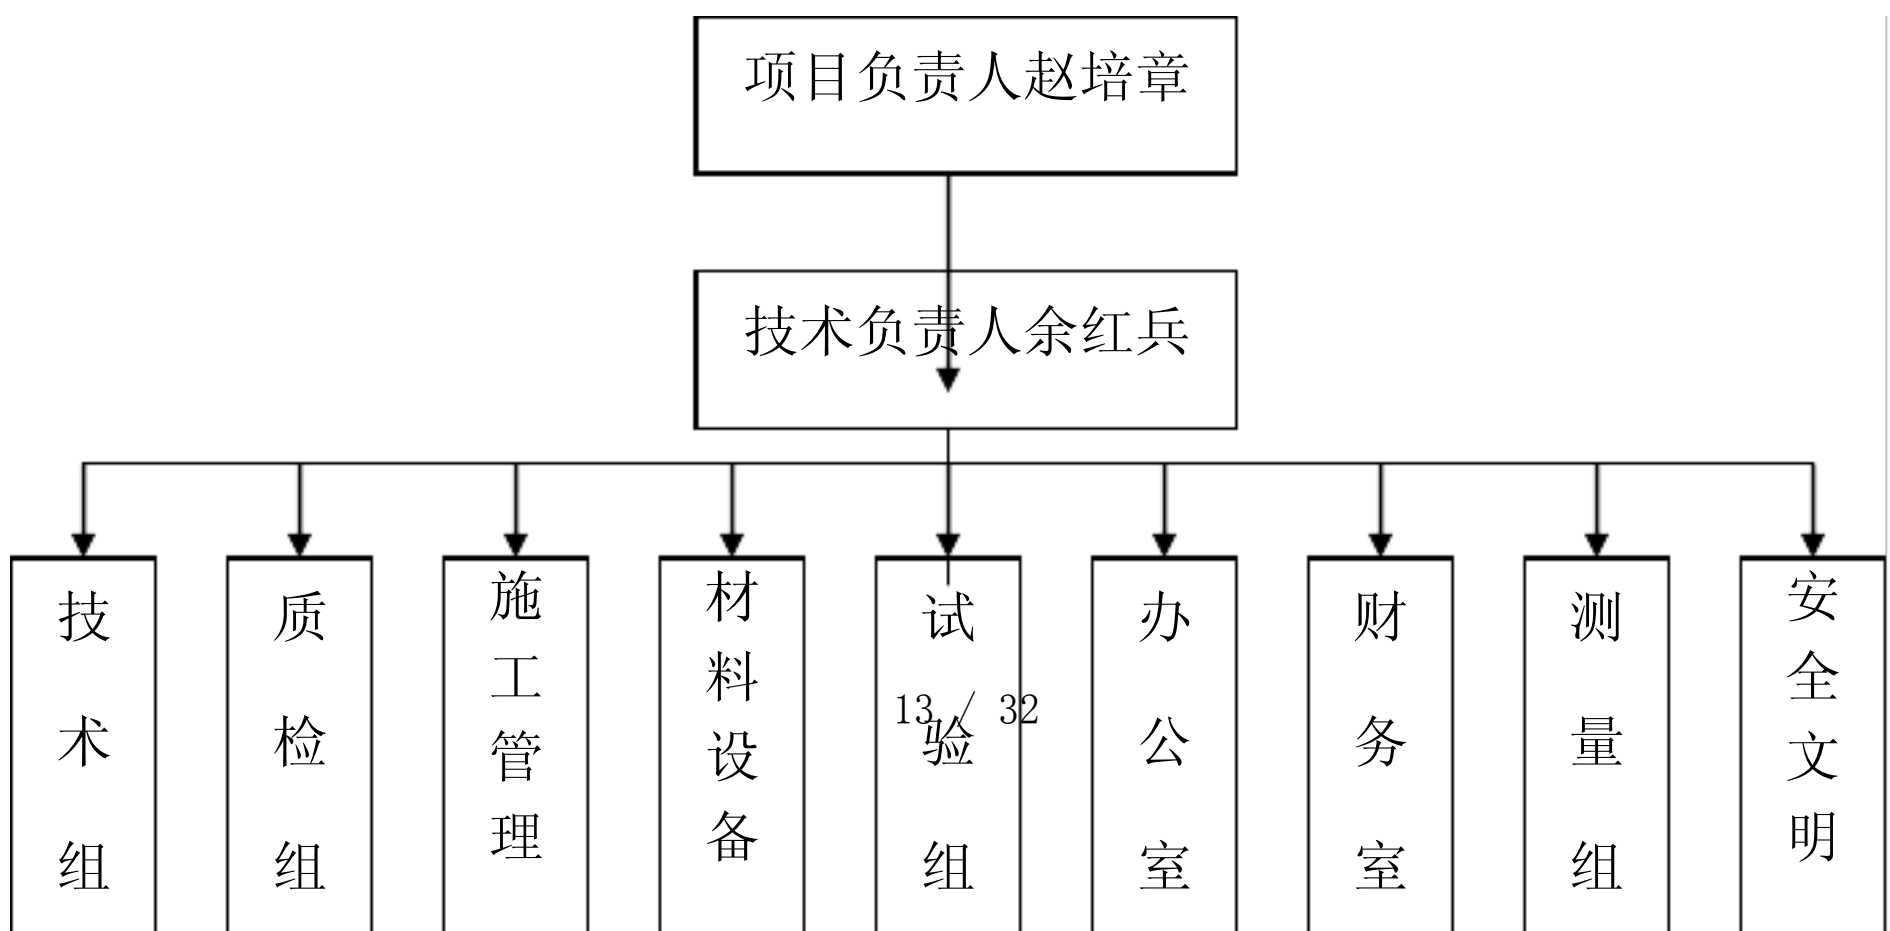 项目负责人赵培章
技术负责人余红兵
技术组
质检组
施工管理
材料设备
试验组
办公室
财务室
测量组
安全文明
13 / 32